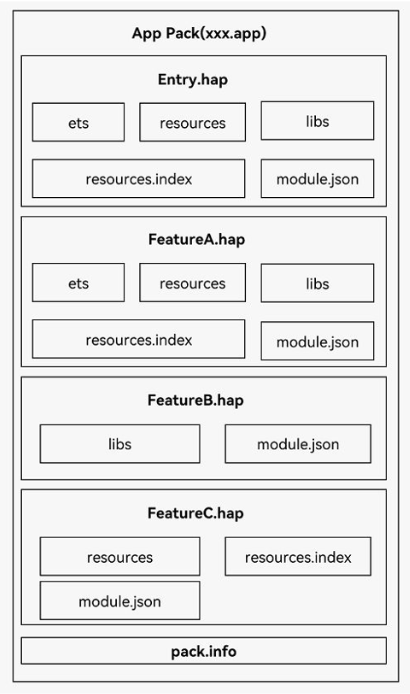 App Pack(xxx.app)
Entry.hap
ets resources libs
resources.index module.json
FeatureA.hap
ets resources libs
resources.index module.json
FeatureB.hap
libs module.json
FeatureC.hap
resources resources.index
module.json
pack.info